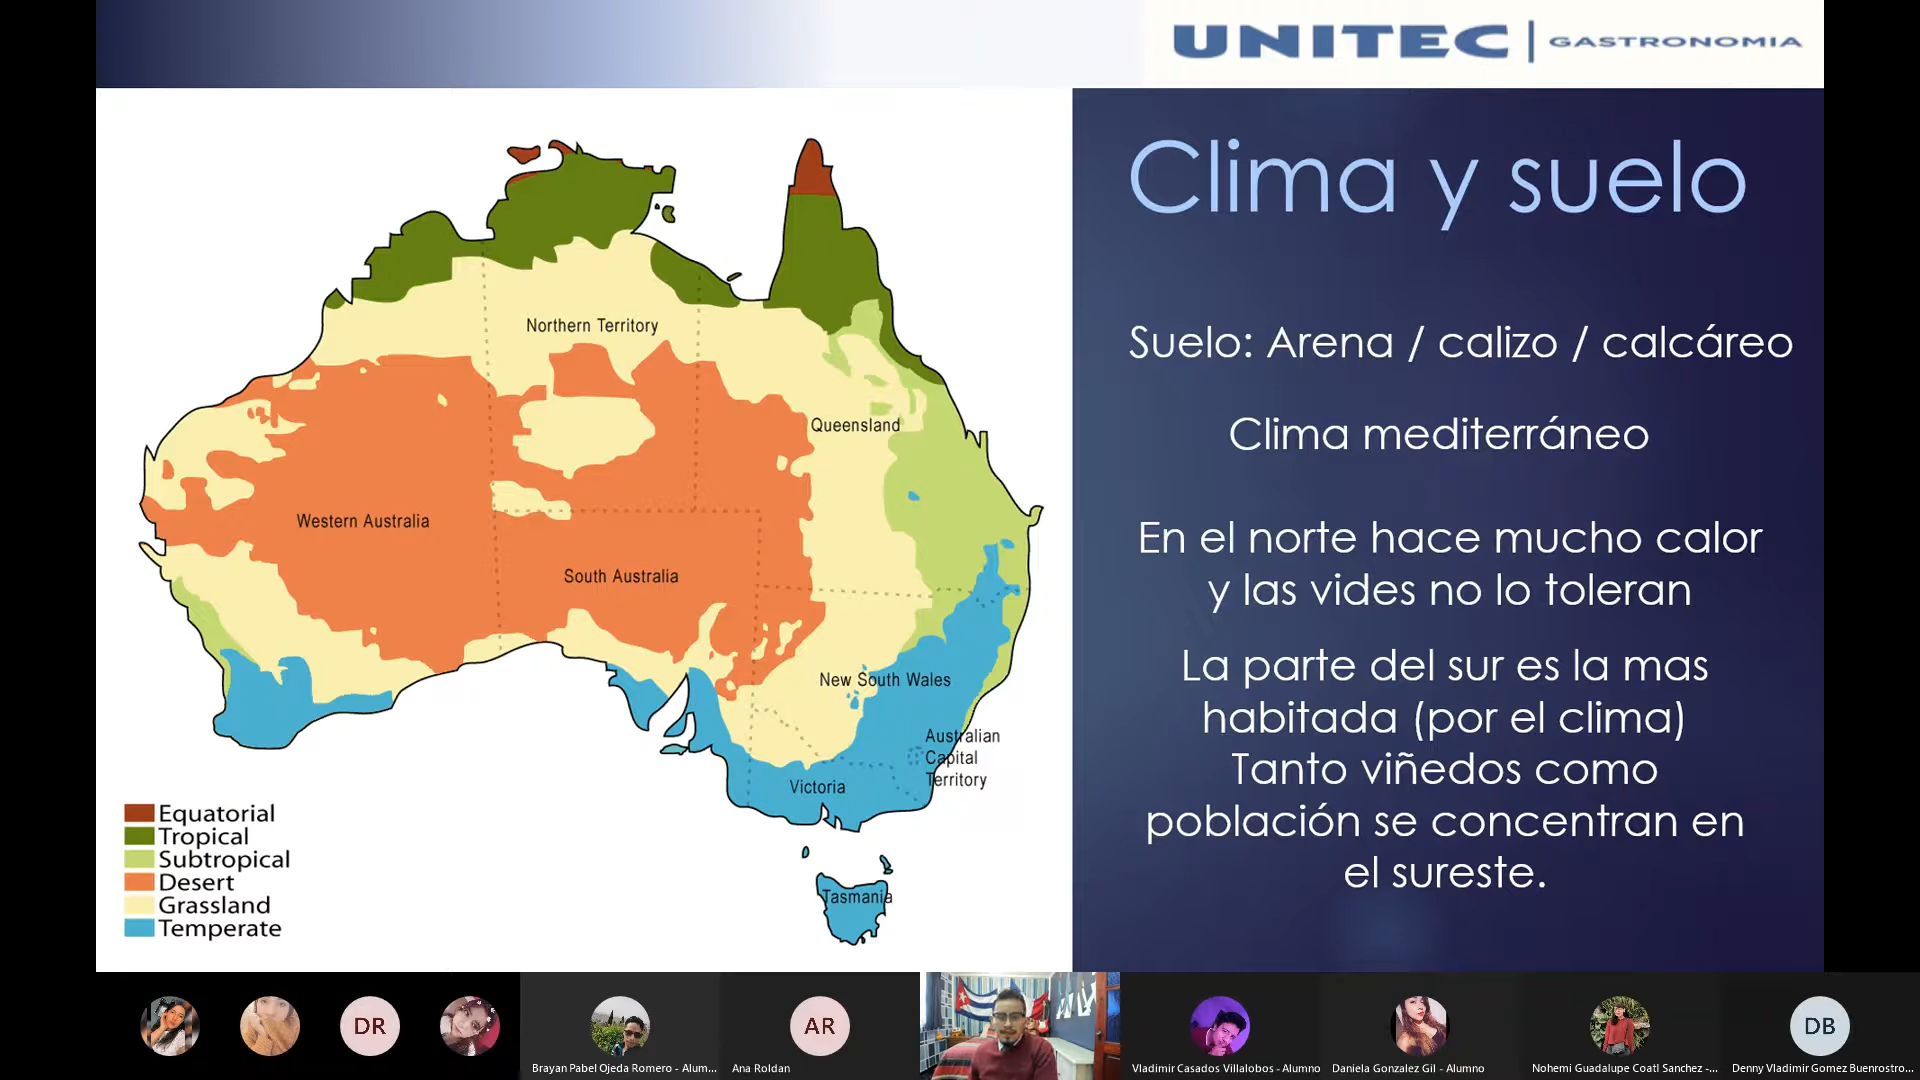 UNITEC | GASTRONOMIA
Clima y suelo
Suelo: Arena / calizo / calcáreo
Clima mediterráneo
En el norte hace mucho calor
y las vides no lo toleran
La parte del sur es la mas
habitada (por el clima)
Tanto viñedos como
población se concentran en
el sureste.
Northern Territory
Queensland
Western Australia
South Australia
New South Wales
Australian
Capital
Territory
Victoria
Tasmania
Equatorial
Tropical
Subtropical
Desert
Grassland
Temperate
DR
AR
DB
Brayan Pabel Ojeda Romero - Alum...
Ana Roldan
Vladimir Casados Villalobos - Alumno
Daniela Gonzalez Gil - Alumno
Nohemi Guadalupe Coatl Sanchez -...
Denny Vladimir Gomez Buenrostro...